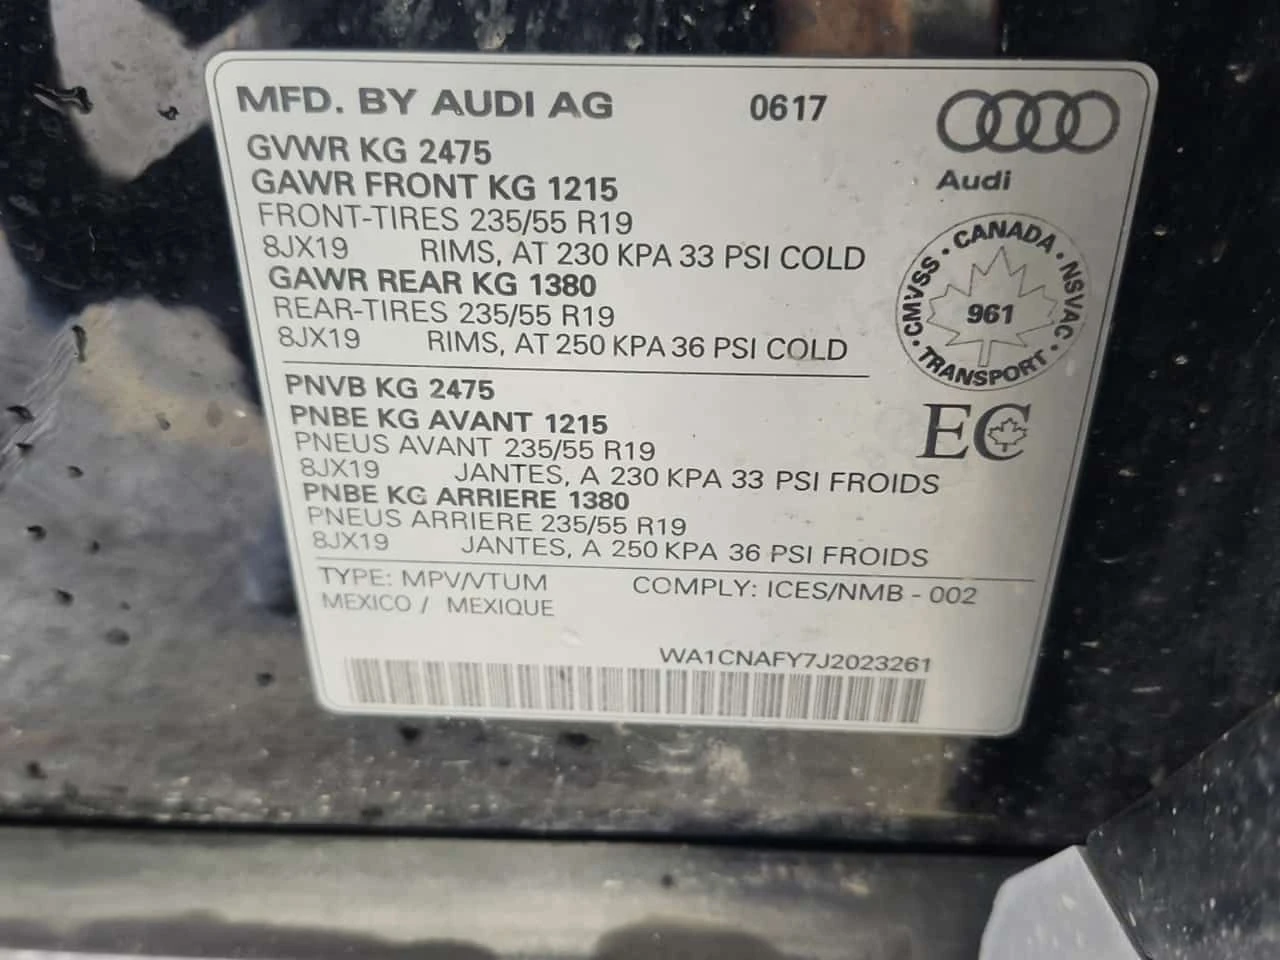 MFD. BY AUDI AG 0617
Audi
GVWR KG 2475
GAWR FRONT KG 1215
FRONT-TIRES 235/55 R19
8JX19 RIMS, AT 230 KPA 33 PSI COLD
GAWR REAR KG 1380
REAR-TIRES 235/55 R19
8JX19 RIMS, AT 250 KPA 36 PSI COLD
CANADA · NSVAC · TRANSPORT · CMVSS ·
961
EC
PNVB KG 2475
PNBE KG AVANT 1215
PNEUS AVANT 235/55 R19
8JX19 JANTES, A 230 KPA 33 PSI FROIDS
PNBE KG ARRIERE 1380
PNEUS ARRIERE 235/55 R19
8JX19 JANTES, A 250 KPA 36 PSI FROIDS
TYPE: MPV/VTUM COMPLY: ICES/NMB - 002
MEXICO / MEXIQUE
WA1CNAFY7J2023261